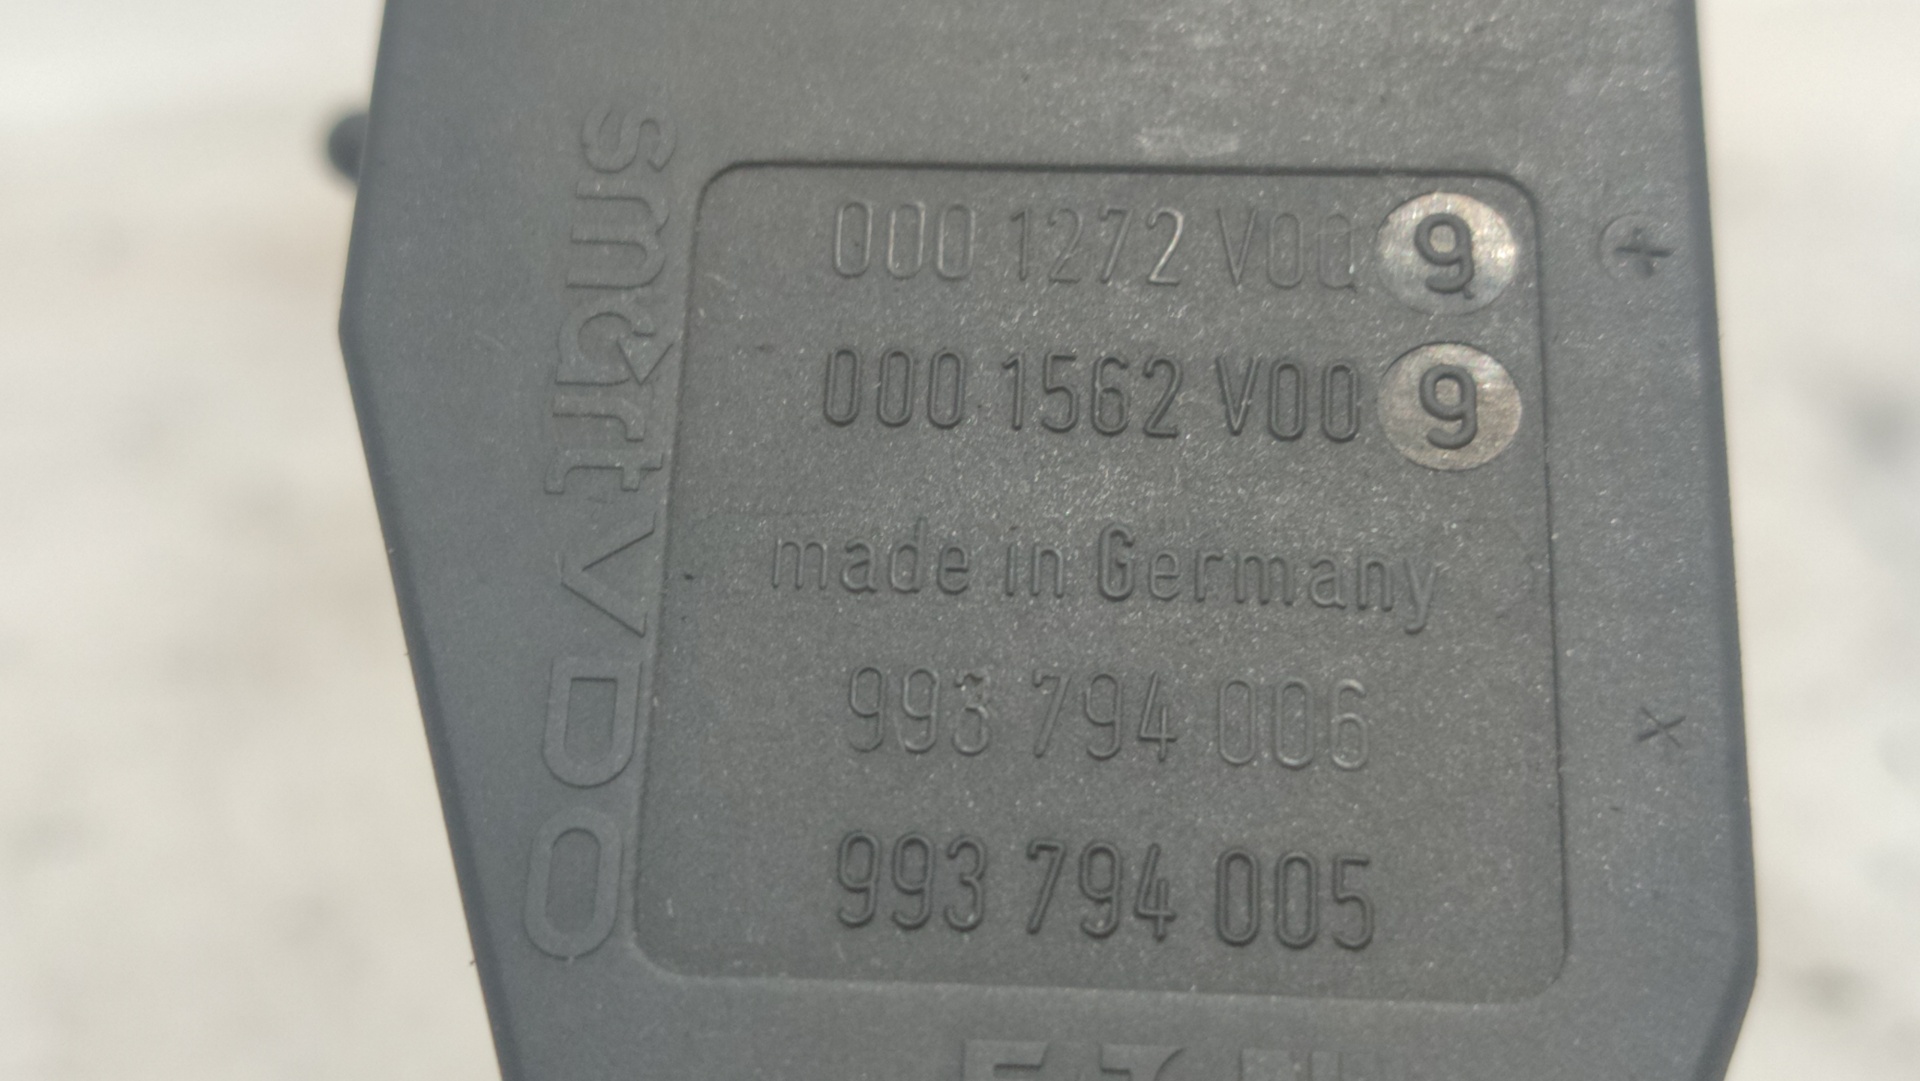 smart
VDO
000 1272 V00 9
000 1562 V00 9
made in Germany
993 794 006
993 794 005